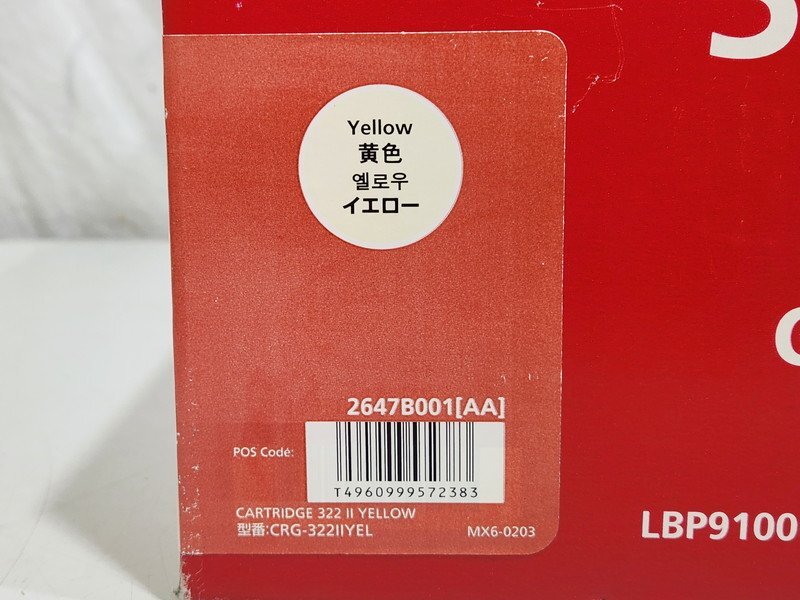 Yellow
黄色
옐로우
イエロー
2647B001[AA]
POS Code:
T4960999572383
CARTRIDGE 322 II YELLOW
型番:CRG-322IIYEL
MX6-0203
LBP9100